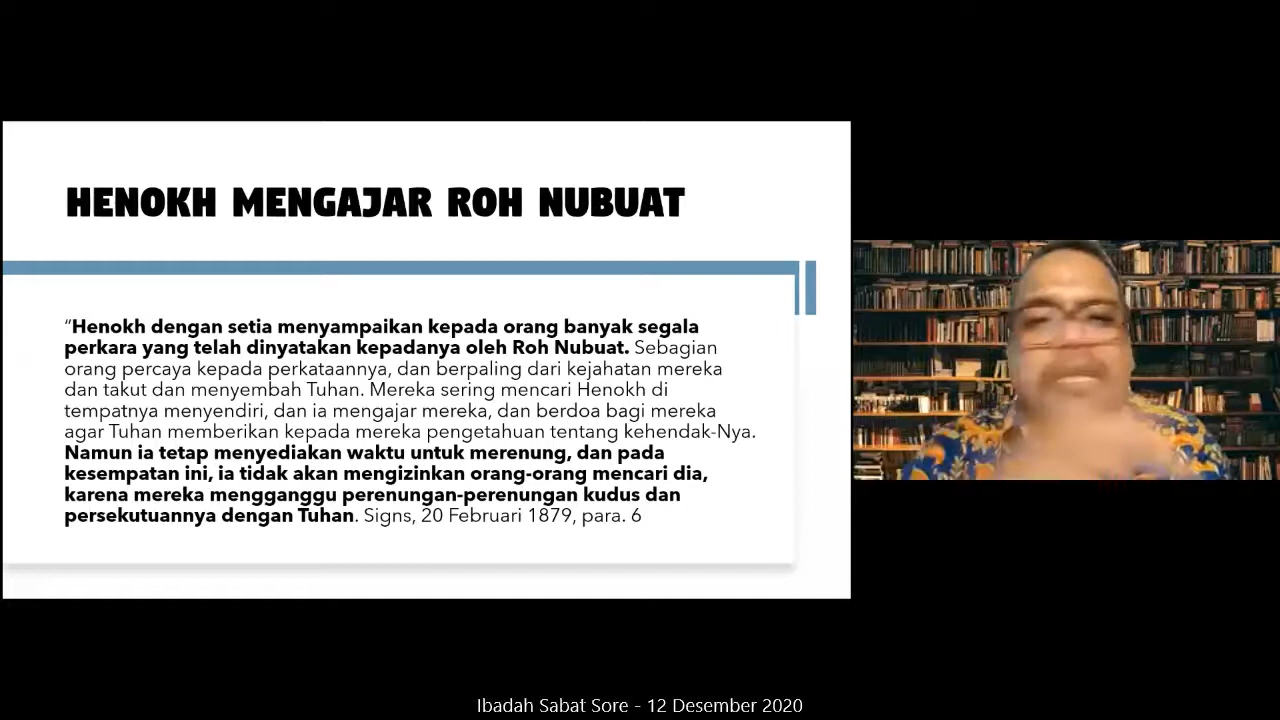 HENOKH MENGAJAR ROH NUBUAT
“Henokh dengan setia menyampaikan kepada orang banyak segala
perkara yang telah dinyatakan kepadanya oleh Roh Nubuat. Sebagian
orang percaya kepada perkataannya, dan berpaling dari kejahatan mereka
dan takut dan menyembah Tuhan. Mereka sering mencari Henokh di
tempatnya menyendiri, dan ia mengajar mereka, dan berdoa bagi mereka
agar Tuhan memberikan kepada mereka pengetahuan tentang kehendak-Nya.
Namun ia tetap menyediakan waktu untuk merenung, dan pada
kesempatan ini, ia tidak akan mengizinkan orang-orang mencari dia,
karena mereka mengganggu perenungan-perenungan kudus dan
persekutuannya dengan Tuhan. Signs, 20 Februari 1879, para. 6
Ibadah Sabat Sore - 12 Desember 2020